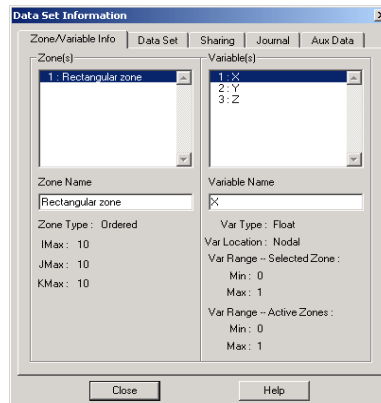 Data Set Information
Zone/Variable Info Data Set Sharing Journal Aux Data
Zone(s)
1 : Rectangular zone
Zone Name
Rectangular zone
Zone Type : Ordered
IMax : 10
JMax : 10
KMax : 10
Variable(s)
1 : X
2 : Y
3 : Z
Variable Name
X
Var Type : Float
Var Location : Nodal
Var Range -- Selected Zone :
Min : 0
Max : 1
Var Range -- Active Zones :
Min : 0
Max : 1
Close Help